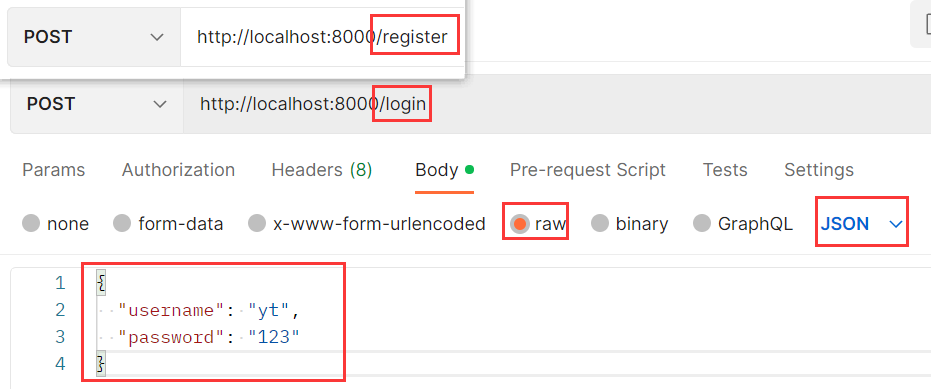 POST http://localhost:8000/register
POST http://localhost:8000/login
Params Authorization Headers (8) Body Pre-request Script Tests Settings
none form-data x-www-form-urlencoded raw binary GraphQL JSON
1 {
2 "username": "yt",
3 "password": "123"
4 }